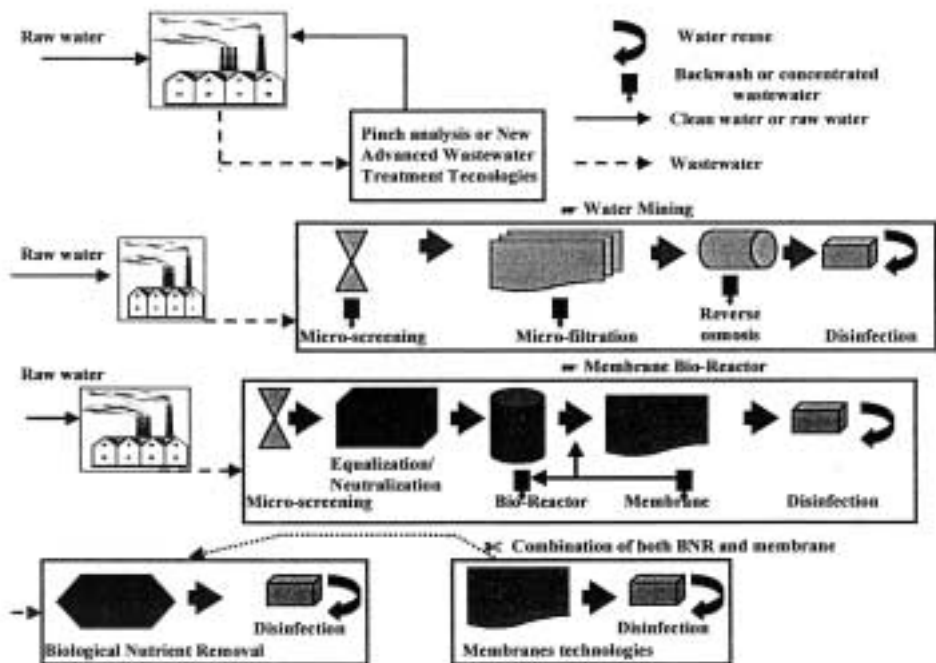 Raw water
Water reuse
Backwash or concentrated
wastewater
Clean water or raw water
Pinch analysis or New
Advanced Wastewater
Treatment Tecnologies
Wastewater
Water Mining
Raw water
Micro-screening
Micro-filtration
Reverse
osmosis
Disinfection
Raw water
Membrane Bio-Reactor
Equalization/
Neutralization
Micro-screening
Bio-Reactor
Membrane
Disinfection
Combination of both BNR and membrane
Disinfection
Biological Nutrient Removal
Disinfection
Membranes technologies